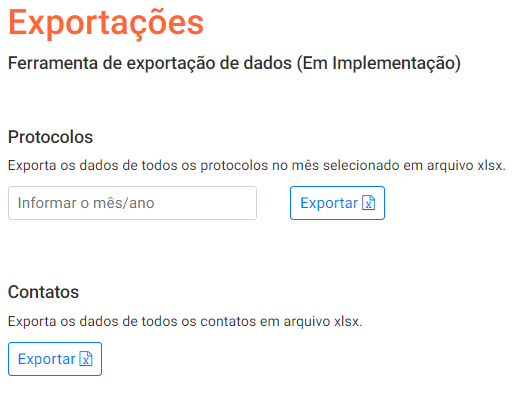 Exportações
Ferramenta de exportação de dados (Em Implementação)
Protocolos
Exporta os dados de todos os protocolos no mês selecionado em arquivo xlsx.
Informar o mês/ano
Exportar
Contatos
Exporta os dados de todos os contatos em arquivo xlsx.
Exportar